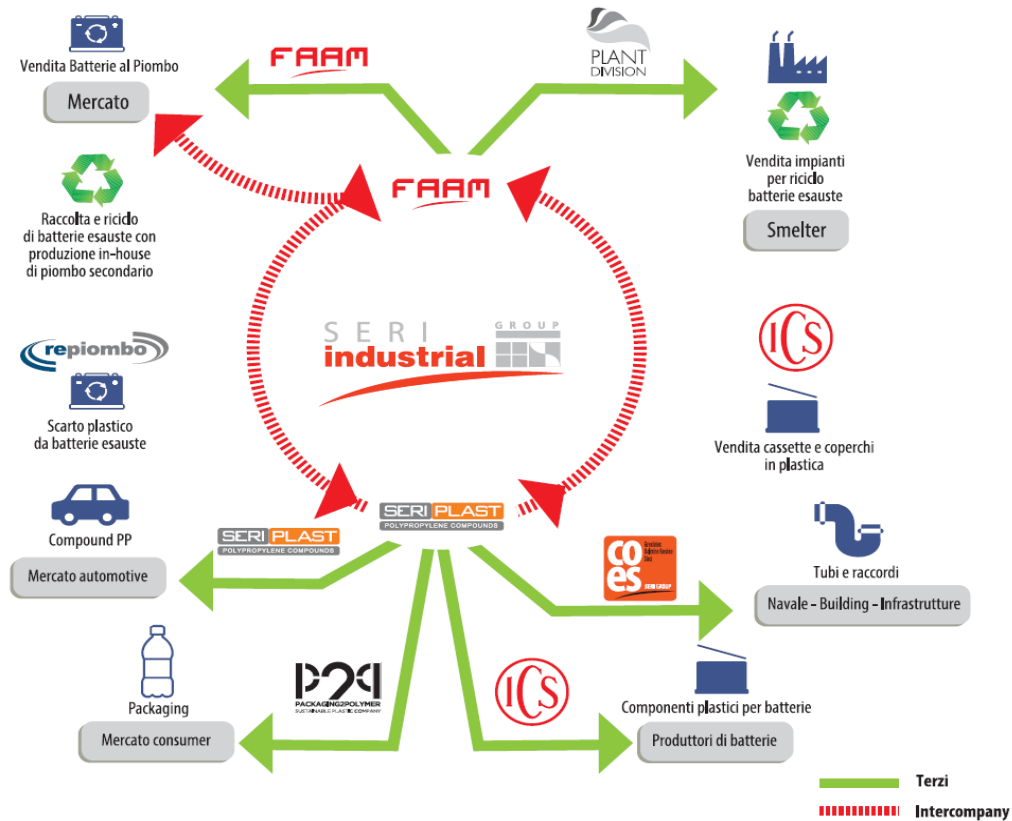 Vendita Batterie al Piombo
Mercato
FAAM
PLANT
DIVISION
Vendita impianti
per riciclo
batterie esauste
Smelter
FAAM
Raccolta e riciclo
di batterie esauste con
produzione in-house
di piombo secondario
SERI
industrial
GROUP
repiombo
Scarto plastico
da batterie esauste
ICS
Vendita cassette e coperchi
in plastica
Compound PP
Mercato automotive
SERI PLAST
POLYPROPYLENE COMPOUNDS
SERI PLAST
POLYPROPYLENE COMPOUNDS
co
es
SERI GROUP
Tubi e raccordi
Navale - Building - Infrastrutture
Packaging
Mercato consumer
P2P
PACKAGING2POLYMER
SUSTAINABLE PLASTIC COMPANY
ICS
Componenti plastici per batterie
Produttori di batterie
Terzi
Intercompany